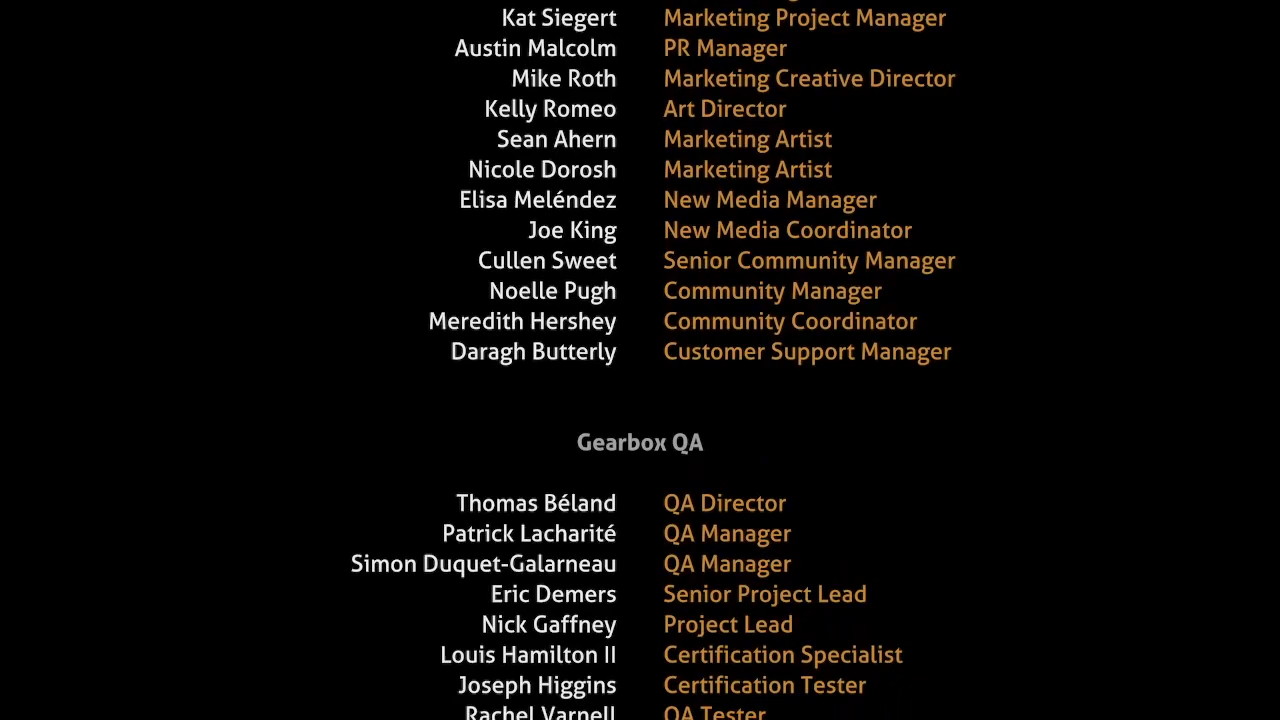 Kat Siegert Marketing Project Manager
Austin Malcolm PR Manager
Mike Roth Marketing Creative Director
Kelly Romeo Art Director
Sean Ahern Marketing Artist
Nicole Dorosh Marketing Artist
Elisa Meléndez New Media Manager
Joe King New Media Coordinator
Cullen Sweet Senior Community Manager
Noelle Pugh Community Manager
Meredith Hershey Community Coordinator
Daragh Butterly Customer Support Manager
Gearbox QA
Thomas Béland QA Director
Patrick Lacharité QA Manager
Simon Duquet-Galarneau QA Manager
Eric Demers Senior Project Lead
Nick Gaffney Project Lead
Louis Hamilton II Certification Specialist
Joseph Higgins Certification Tester
Rachel Varnell QA Tester